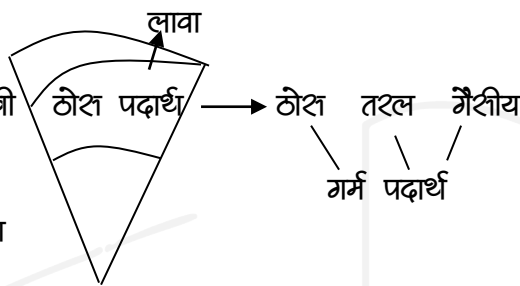 लावा
ठोस पदार्थ ठोस तरल गैसीय
गर्म पदार्थ